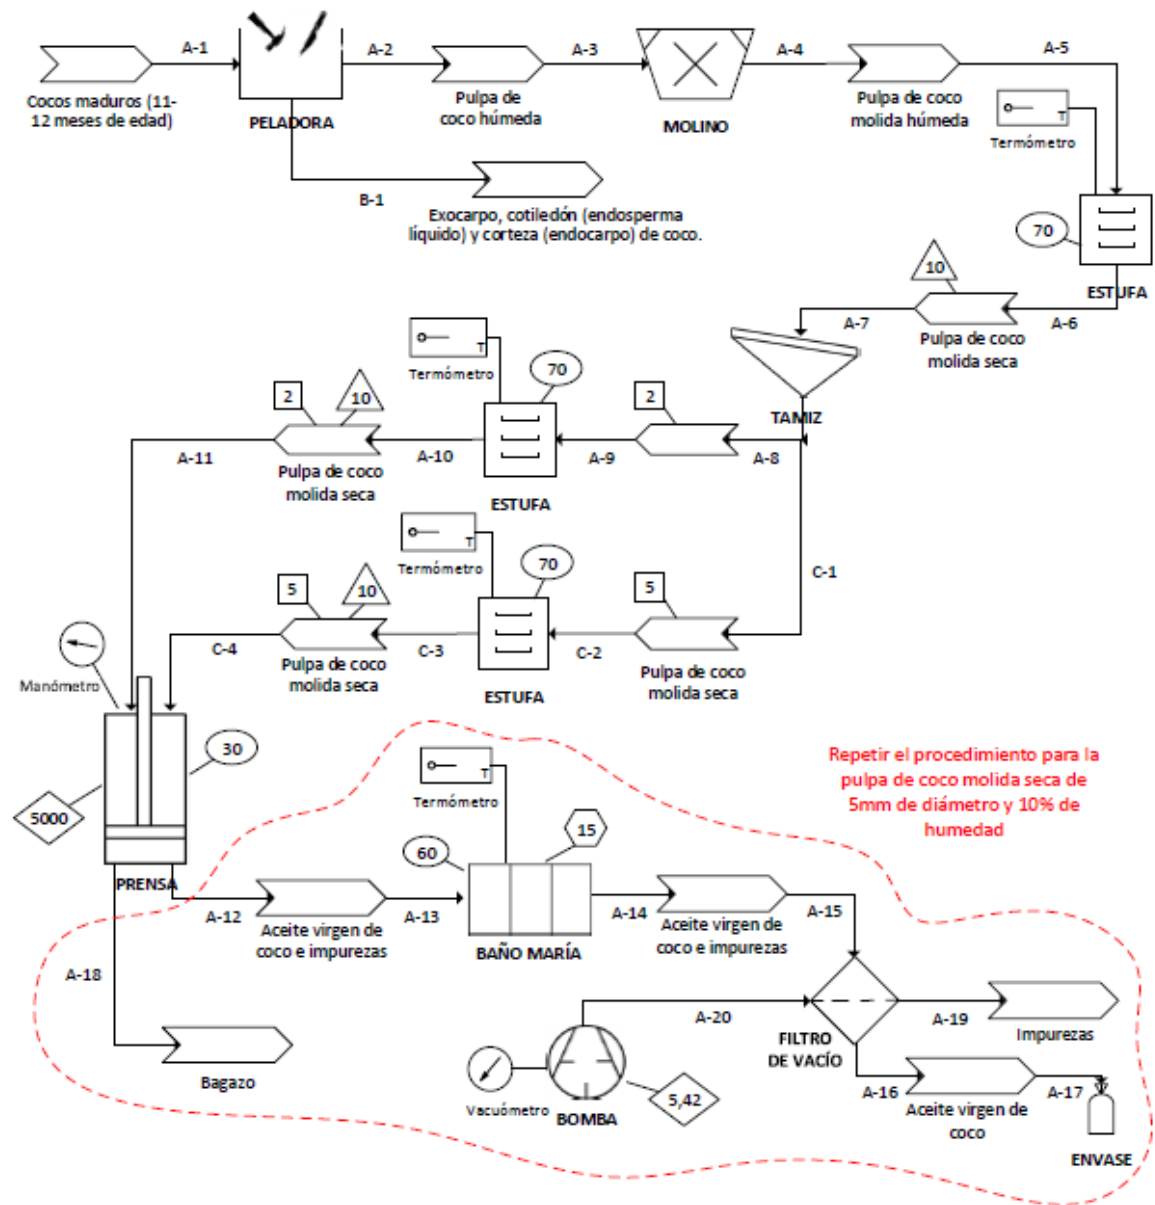 A-1
A-2
A-3
A-4
A-5
Cocos maduros (11-
12 meses de edad)
PELADORA
Pulpa de
coco húmeda
MOLINO
Pulpa de coco
molida húmeda
T
Termómetro
B-1
Exocarpo, cotiledón (endosperma
líquido) y corteza (endocarpo) de coco.
70
ESTUFA
10
A-7
A-6
Pulpa de coco
molida seca
T
Termómetro
70
TAMIZ
2
10
2
A-11
A-10
A-9
A-8
Pulpa de coco
molida seca
ESTUFA
T
Termómetro
70
C-1
5
10
5
C-4
C-3
C-2
Pulpa de coco
molida seca
ESTUFA
Pulpa de coco
molida seca
Manómetro
30
5000
PRENSA
Repetir el procedimiento para la
pulpa de coco molida seca de
5mm de diámetro y 10% de
humedad
T
Termómetro
15
60
A-12
A-13
A-14
A-15
Aceite virgen de
coco e impurezas
BAÑO MARÍA
Aceite virgen de
coco e impurezas
A-18
A-20
FILTRO
DE VACÍO
A-19
Impurezas
Bagazo
Vacuómetro
BOMBA
5,42
A-16
A-17
Aceite virgen de
coco
ENVASE